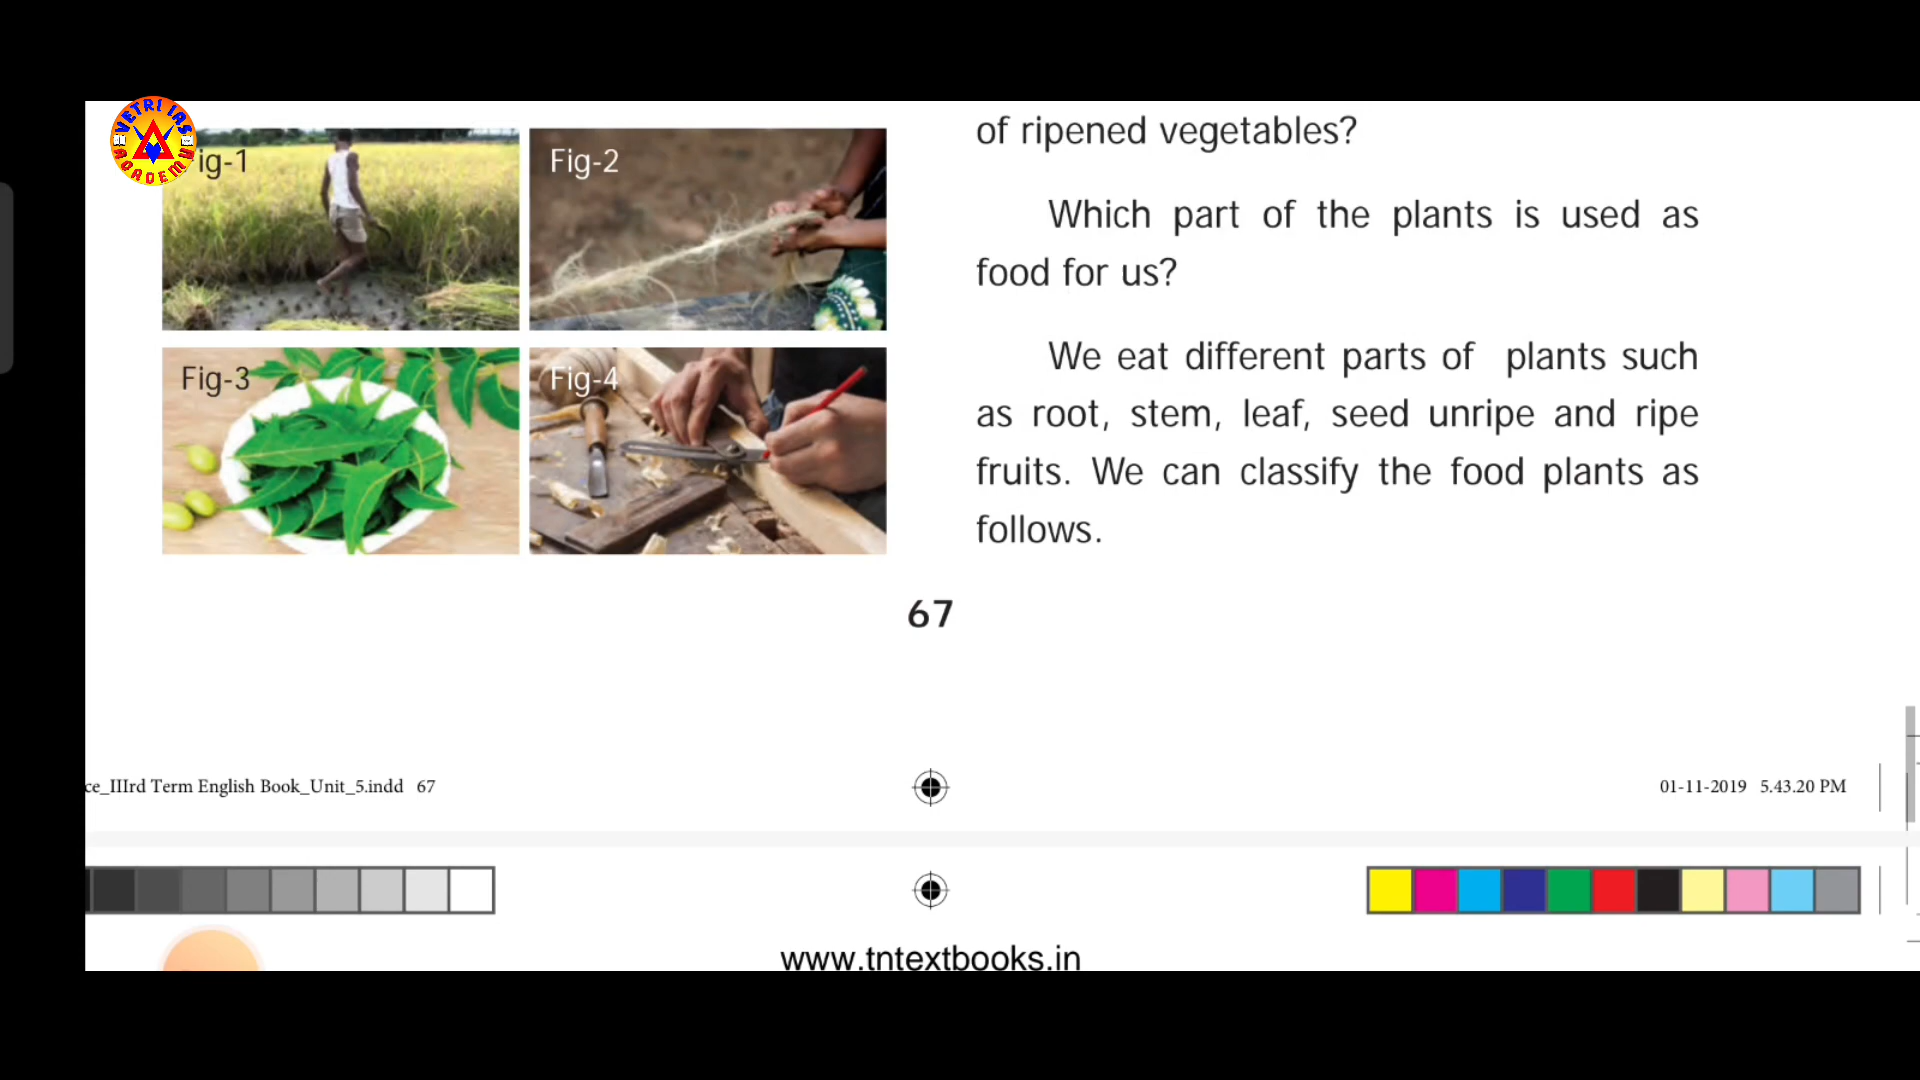 VETRI IAS
ACADEMY
ig-1
Fig-2
Fig-3
Fig-4
of ripened vegetables?
Which part of the plants is used as
food for us?
We eat different parts of plants such
as root, stem, leaf, seed unripe and ripe
fruits. We can classify the food plants as
follows.
67
ce_IIIrd Term English Book_Unit_5.indd 67
01-11-2019 5.43.20 PM
www.tntextbooks.in